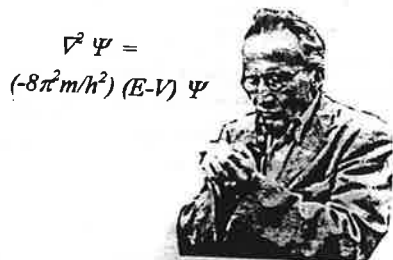 ∇² Ψ =
(-8π²m/h²) (E-V) Ψ